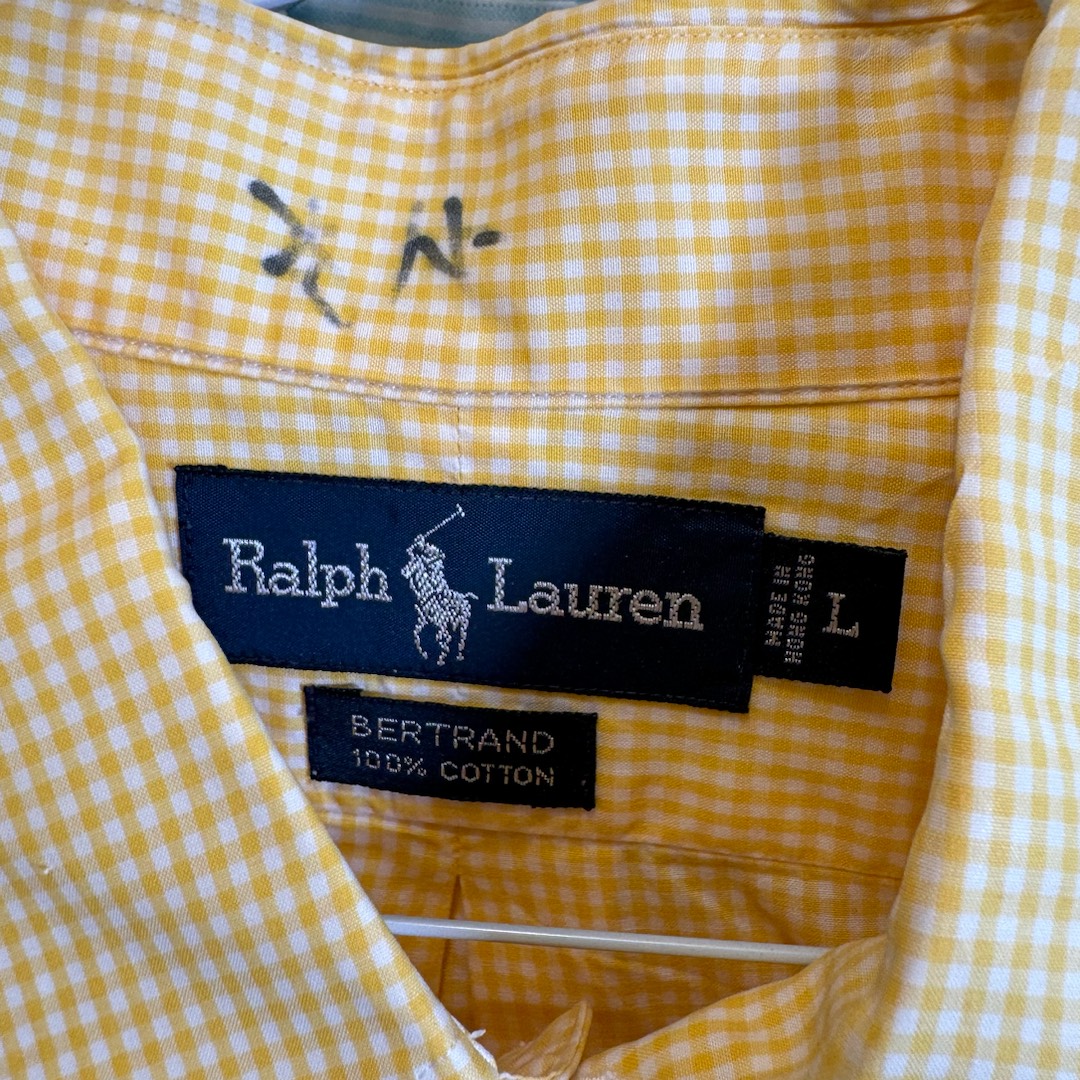 Ralph Lauren
MADE IN
HONG KONG
L
BERTRAND
100% COTTON